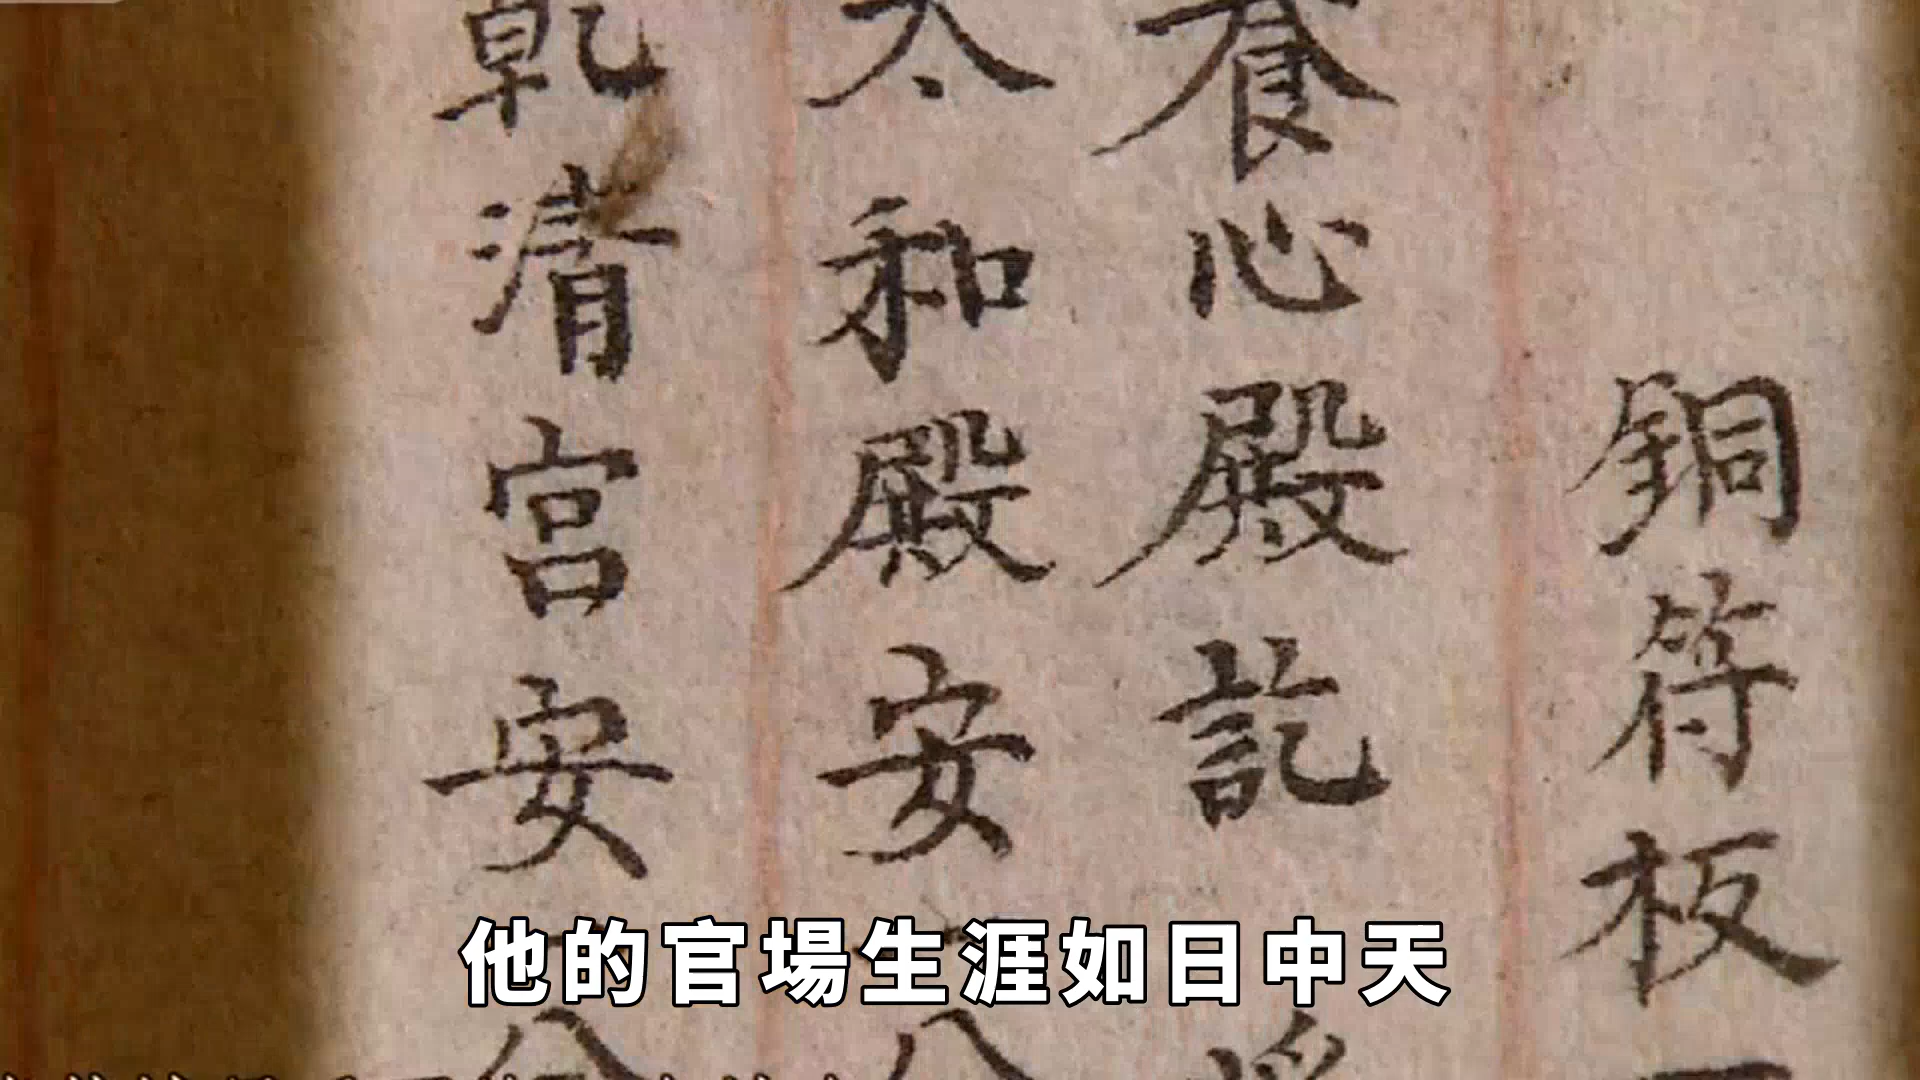 銅符板
養心殿記
太和殿安
乾清宮安
他的官場生涯如日中天